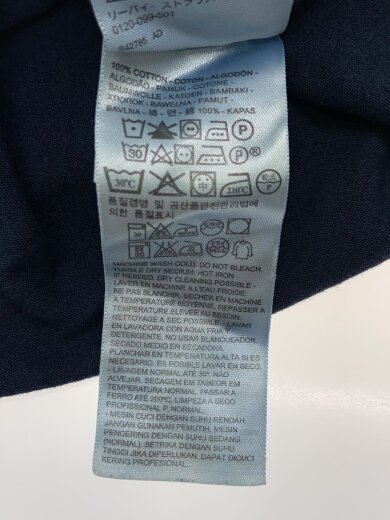 リーバイ・ストラウス
0120-099-501
R42785 AD
100% COTTON - COTON - ALGODÓN -
ALGODÃO - PAMUK - COTONE -
BAUMWOLLE - KATOEN - BAMBAKI -
ХЛОПОК - BAWEŁNA - PAMUT -
BAVLNA - 綿 - 면 - 棉 100% - KAPAS
P
30 P ®
30°C 210°C
품질경영 및 공산품안전관리법에
의한 품질표시
30
MACHINE WASH COLD. DO NOT BLEACH.
TUMBLE DRY MEDIUM. HOT IRON
IF NEEDED. DRY CLEANING POSSIBLE -
LAVER EN MACHINE A L'EAU FROIDE.
NE PAS BLANCHIR. SECHER EN MACHINE
A TEMPERATURE MOYENNE. REPASSER A
TEMPERATURE ELEVEE AU BESOIN.
NETTOYAGE A SEC POSSIBLE - LAVAR
EN LAVADORA CON AGUA FRIA Y
DETERGENTE. NO USAR BLANQUEADOR.
SECADO MEDIO EN SECADORA.
PLANCHAR EN TEMPERATURA ALTA SI ES
NECESARIO. ES POSIBLE LAVAR EN SECO.
- LAVAGEM NORMAL ATÉ 30º. NÃO
ALVEJAR. SECAGEM EM TAMBOR EM
TEMPERATURA NORMAL. PASSAR A
FERRO ATÉ 200ºC. LIMPEZA A SECO
PROFISSIONAL P, NORMAL.
- MESIN CUCI DENGAN SUHU RENDAH.
JANGAN GUNAKAN PEMUTIH. MESIN
PENGERING DENGAN SUHU SEDANG
(NORMAL). SETRIKA DENGAN SUHU
TINGGI JIKA DIPERLUKAN. DAPAT DICUCI
KERING PROFESIONAL.